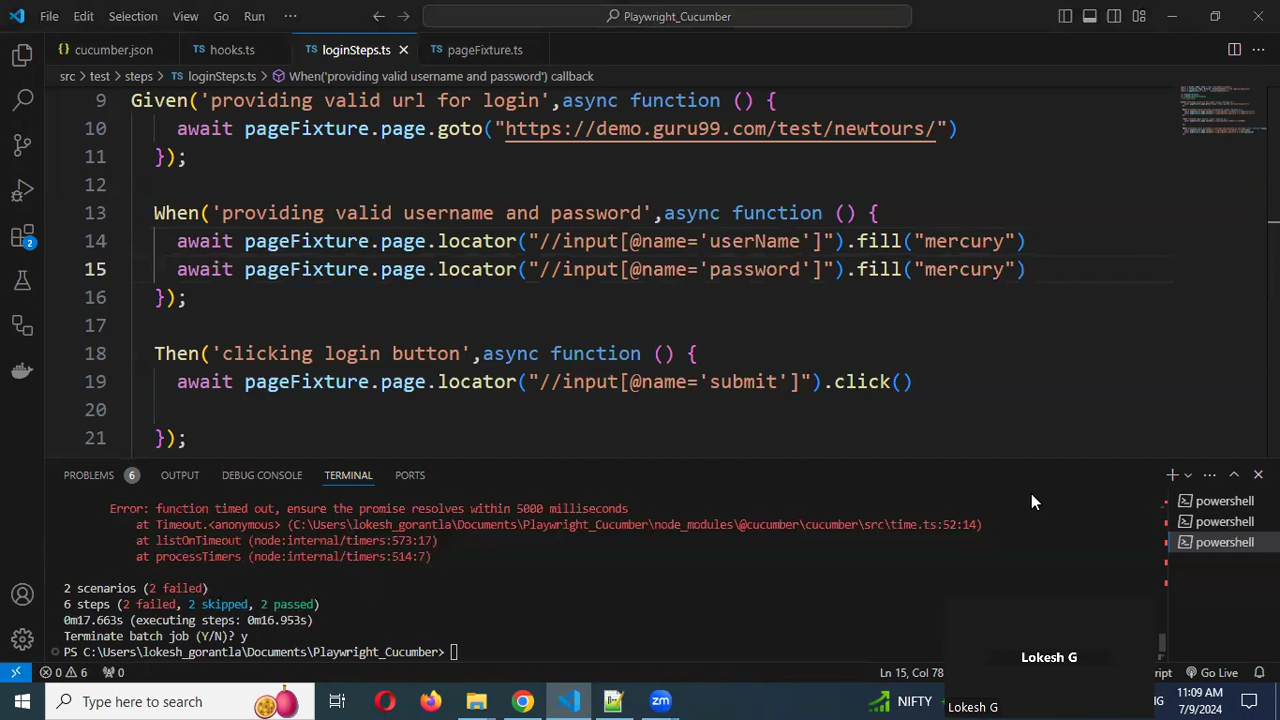 File Edit Selection View Go Run ··· Playwright_Cucumber
cucumber.json TS hooks.ts TS loginSteps.ts TS pageFixture.ts
src > test > steps > TS loginSteps.ts > When('providing valid username and password') callback
9 Given('providing valid url for login',async function () {
10 await pageFixture.page.goto("https://demo.guru99.com/test/newtours/")
11 });
12
13 When('providing valid username and password',async function () {
14 await pageFixture.page.locator("//input[@name='userName']").fill("mercury")
15 await pageFixture.page.locator("//input[@name='password']").fill("mercury")
16 });
17
18 Then('clicking login button',async function () {
19 await pageFixture.page.locator("//input[@name='submit']").click()
20
21 });
2
PROBLEMS 6 OUTPUT DEBUG CONSOLE TERMINAL PORTS
Error: function timed out, ensure the promise resolves within 5000 milliseconds
at Timeout.<anonymous> (C:\Users\lokesh_gorantla\Documents\Playwright_Cucumber\node_modules\@cucumber\cucumber\src\time.ts:52:14)
at listOnTimeout (node:internal/timers:573:17)
at processTimers (node:internal/timers:514:7)
2 scenarios (2 failed)
6 steps (2 failed, 2 skipped, 2 passed)
0m17.663s (executing steps: 0m16.953s)
Terminate batch job (Y/N)? y
PS C:\Users\lokesh_gorantla\Documents\Playwright_Cucumber>
powershell
powershell
powershell
Lokesh G
0 6 0 Ln 15, Col 78 Go Live
Type here to search zm NIFTY Lokesh G 11:09 AM
7/9/2024